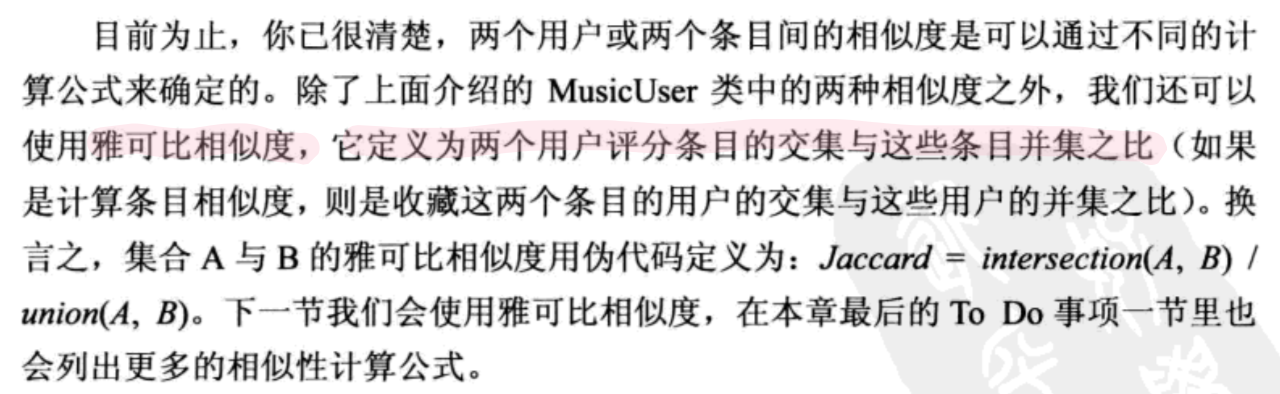 目前为止，你已很清楚，两个用户或两个条目间的相似度是可以通过不同的计
算公式来确定的。除了上面介绍的 MusicUser 类中的两种相似度之外，我们还可以
使用雅可比相似度，它定义为两个用户评分条目的交集与这些条目并集之比（如果
是计算条目相似度，则是收藏这两个条目的用户的交集与这些用户的并集之比）。换
言之，集合 A 与 B 的雅可比相似度用伪代码定义为：Jaccard = intersection(A, B) /
union(A, B)。下一节我们会使用雅可比相似度，在本章最后的 To Do 事项一节里也
会列出更多的相似性计算公式。